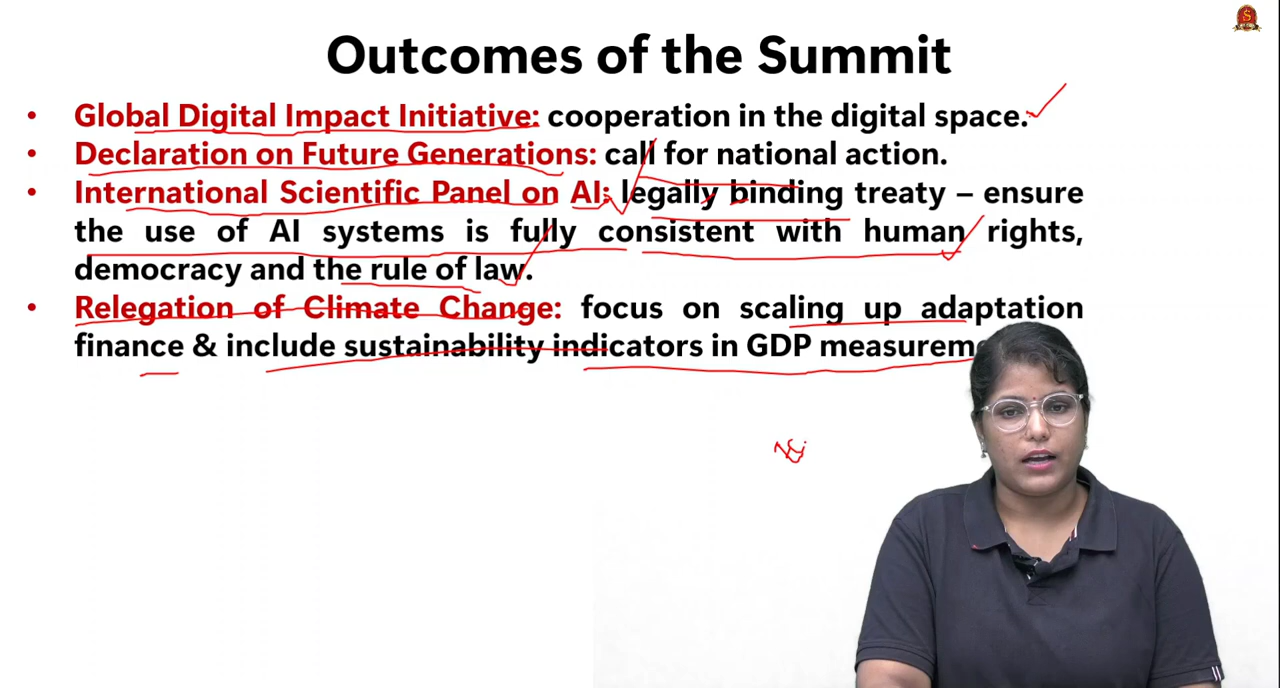 Outcomes of the Summit
• Global Digital Impact Initiative: cooperation in the digital space.
• Declaration on Future Generations: call for national action.
• International Scientific Panel on AI: legally binding treaty – ensure
the use of AI systems is fully consistent with human rights,
democracy and the rule of law.
• Relegation of Climate Change: focus on scaling up adaptation
finance & include sustainability indicators in GDP